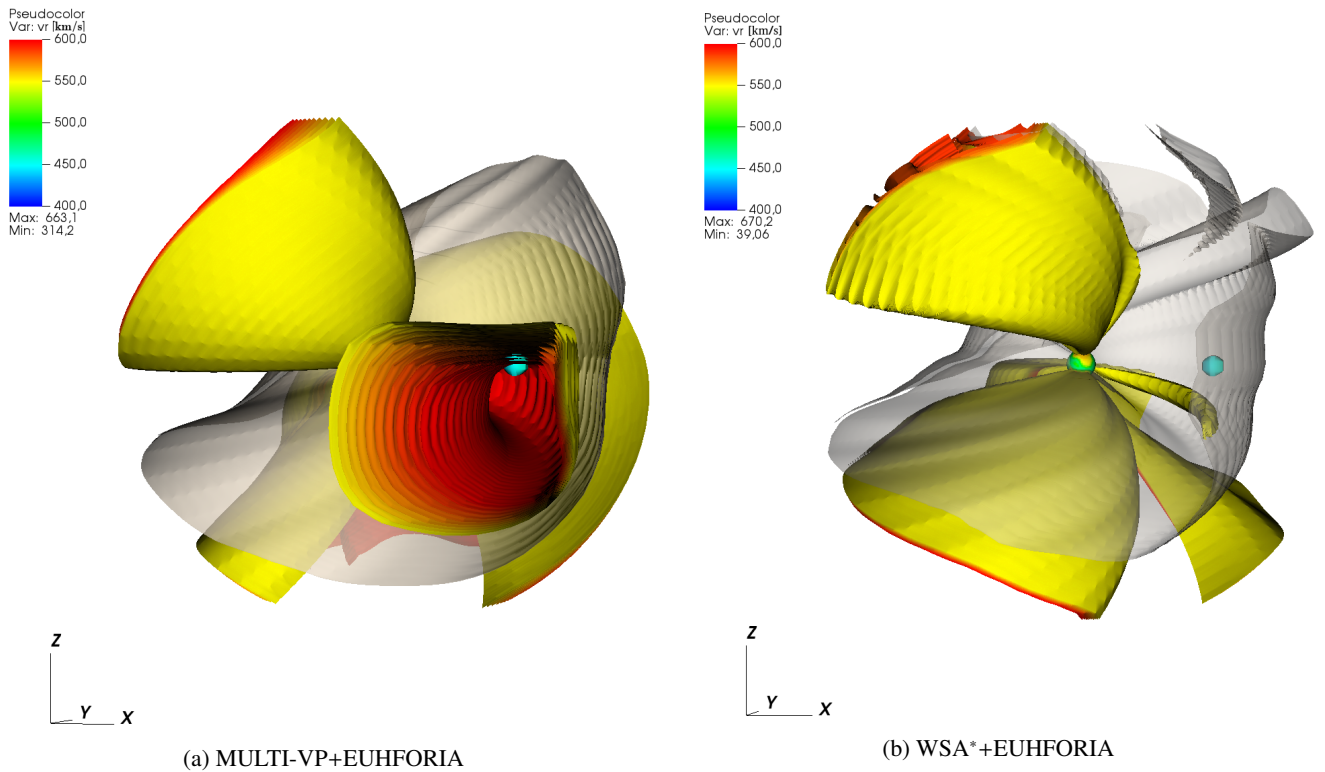 Pseudocolor
Var: vr [km/s]
600,0
550,0
500,0
450,0
400,0
Max: 663,1
Min: 314,2
Z
Y
X
(a) MULTI-VP+EUHFORIA
Pseudocolor
Var: vr [km/s]
600,0
550,0
500,0
450,0
400,0
Max: 670,2
Min: 39,06
Z
Y
X
(b) WSA*+EUHFORIA